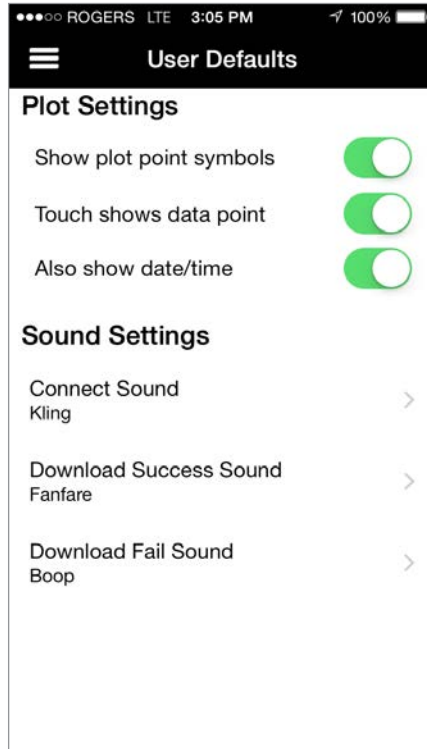 ROGERS LTE 3:05 PM 100%
User Defaults
Plot Settings
Show plot point symbols
Touch shows data point
Also show date/time
Sound Settings
Connect Sound
Kling
Download Success Sound
Fanfare
Download Fail Sound
Boop